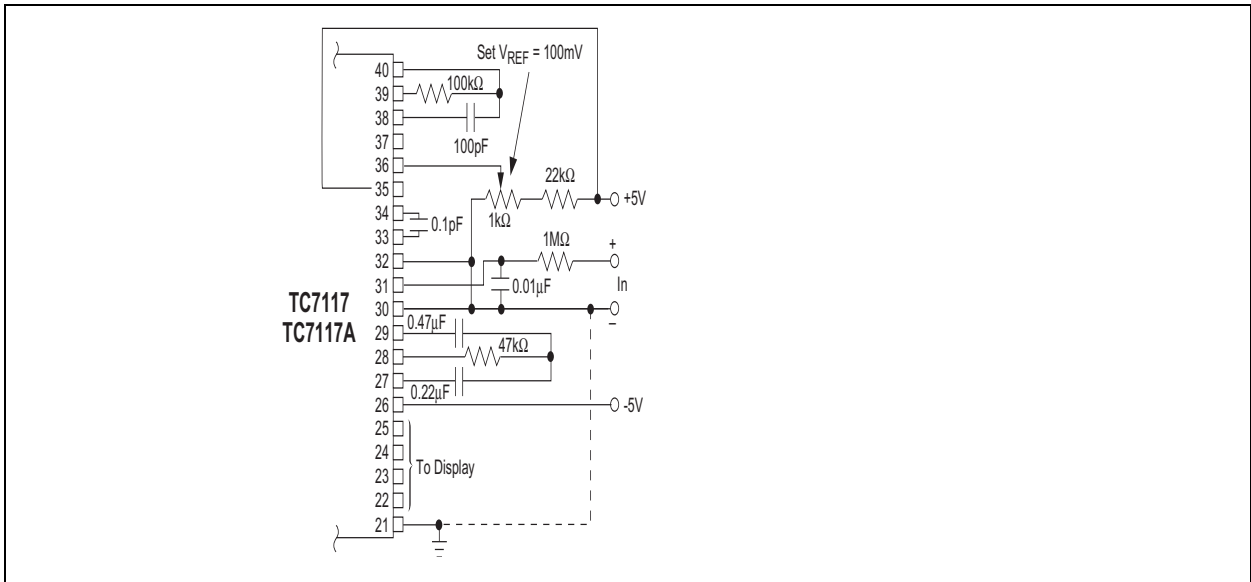 Set VREF = 100mV
40
39
100kΩ
38
100pF
37
36
35
22kΩ
+5V
1kΩ
34
0.1pF
33
32
1MΩ
+
31
0.01µF
In
30
–
TC7117
TC7117A
29
0.47µF
28
47kΩ
27
0.22µF
26
-5V
25
24
To Display
23
22
21